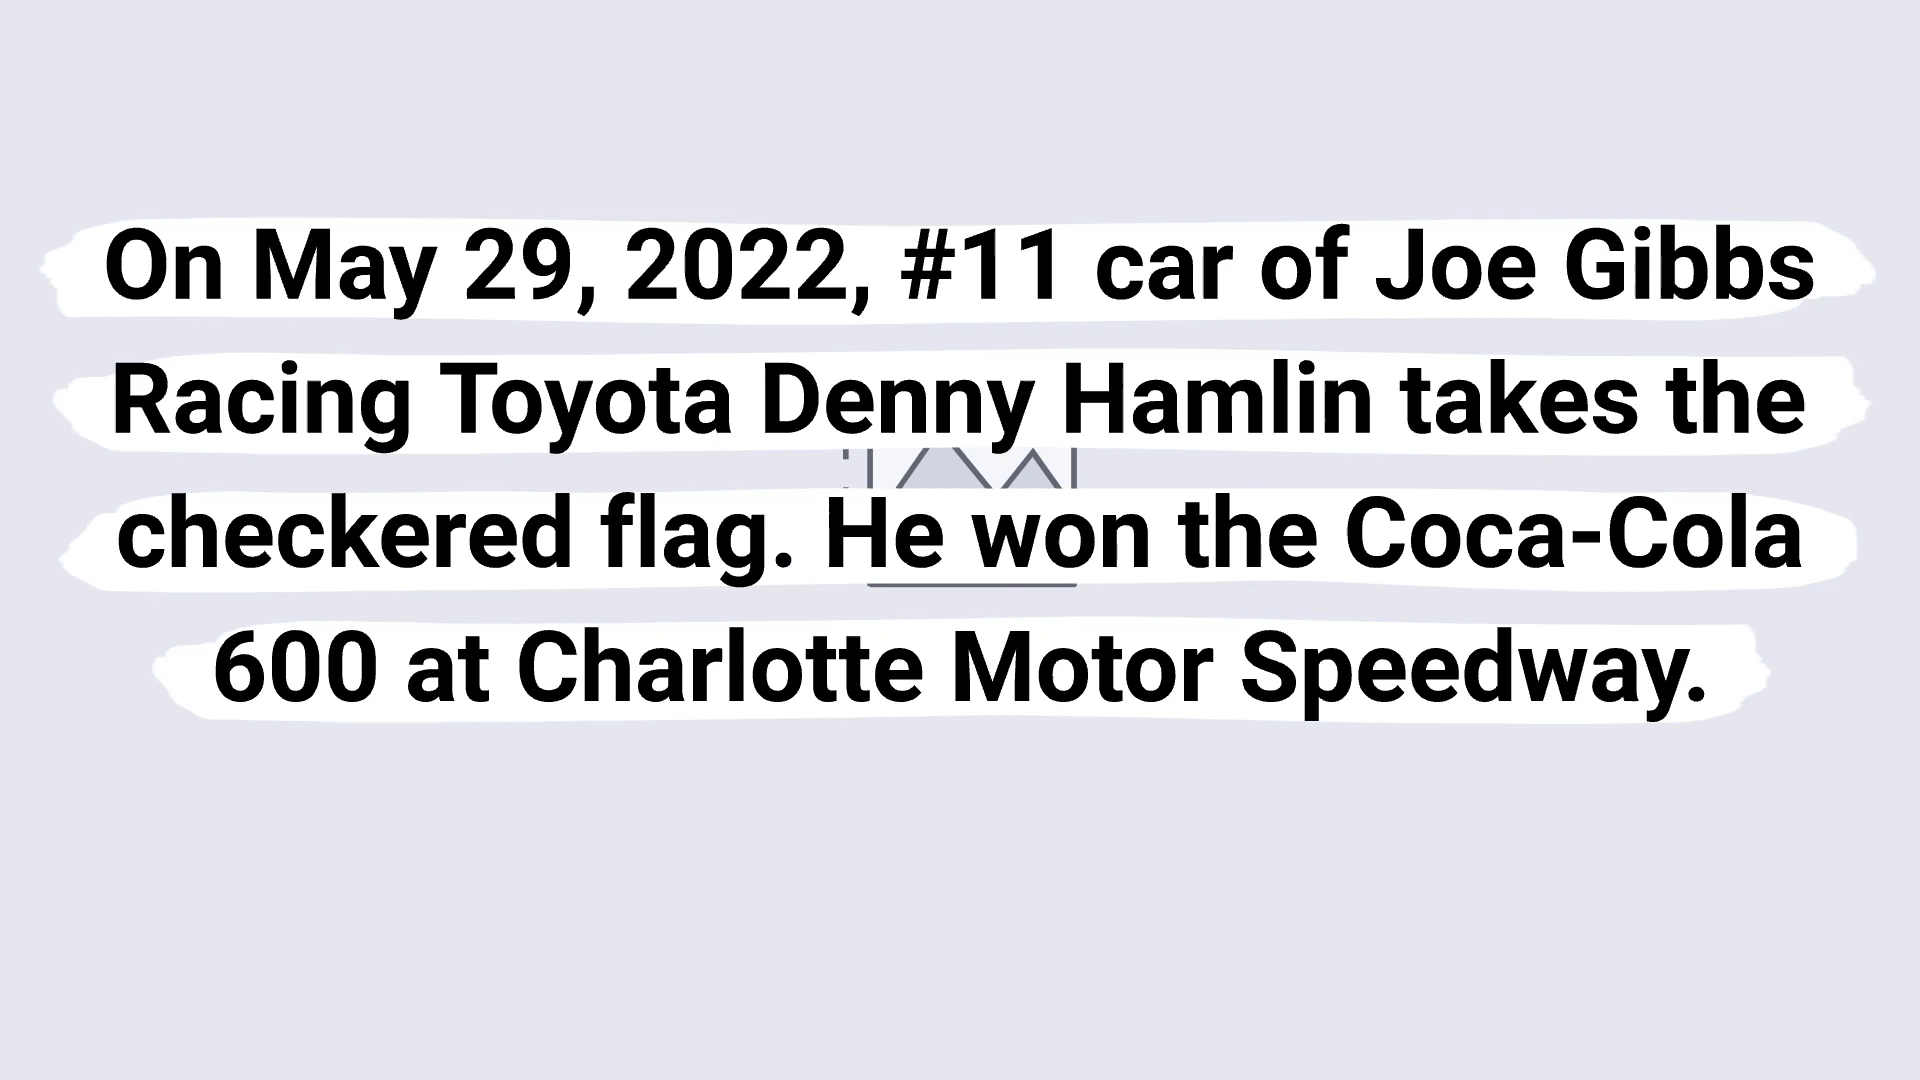 On May 29, 2022, #11 car of Joe Gibbs
Racing Toyota Denny Hamlin takes the
checkered flag. He won the Coca-Cola
600 at Charlotte Motor Speedway.